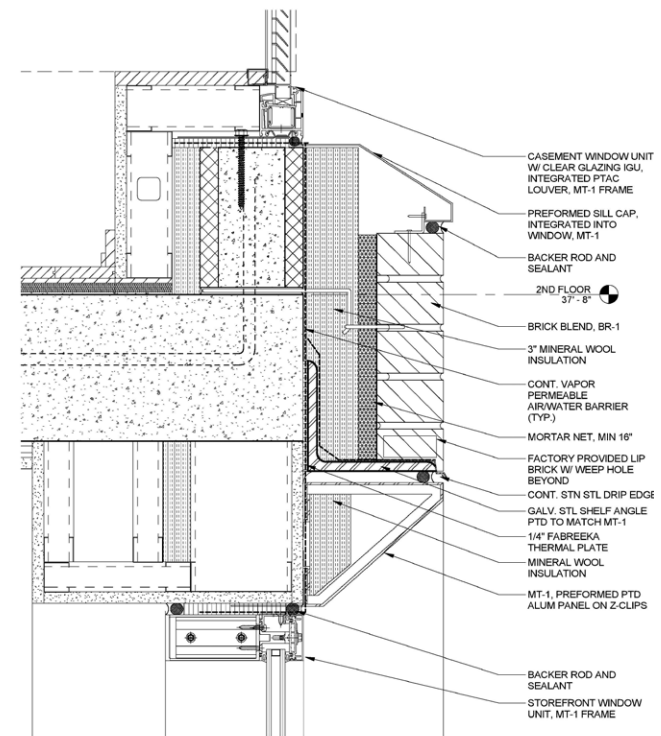 CASEMENT WINDOW UNIT
W/ CLEAR GLAZING IGU,
INTEGRATED PTAC
LOUVER, MT-1 FRAME
PREFORMED SILL CAP,
INTEGRATED INTO
WINDOW, MT-1
BACKER ROD AND
SEALANT
2ND FLOOR
37' - 8"
BRICK BLEND, BR-1
3" MINERAL WOOL
INSULATION
CONT. VAPOR
PERMEABLE
AIR/WATER BARRIER
(TYP.)
MORTAR NET, MIN 16"
FACTORY PROVIDED LIP
BRICK W/ WEEP HOLE
BEYOND
CONT. STN STL DRIP EDGE
GALV. STL SHELF ANGLE
PTD TO MATCH MT-1
1/4" FABREEKA
THERMAL PLATE
MINERAL WOOL
INSULATION
MT-1, PREFORMED PTD
ALUM PANEL ON Z-CLIPS
BACKER ROD AND
SEALANT
STOREFRONT WINDOW
UNIT, MT-1 FRAME